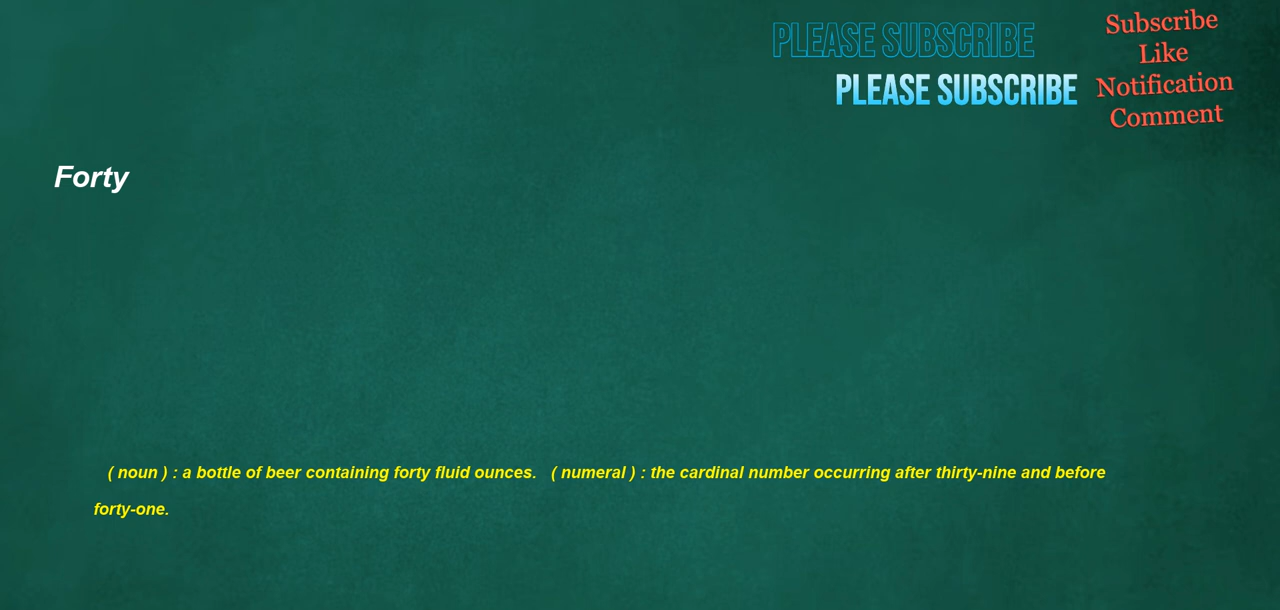 PLEASE SUBSCRIBE
PLEASE SUBSCRIBE
Subscribe
Like
Notification
Comment
Forty
( noun ) : a bottle of beer containing forty fluid ounces. ( numeral ) : the cardinal number occurring after thirty-nine and before
forty-one.